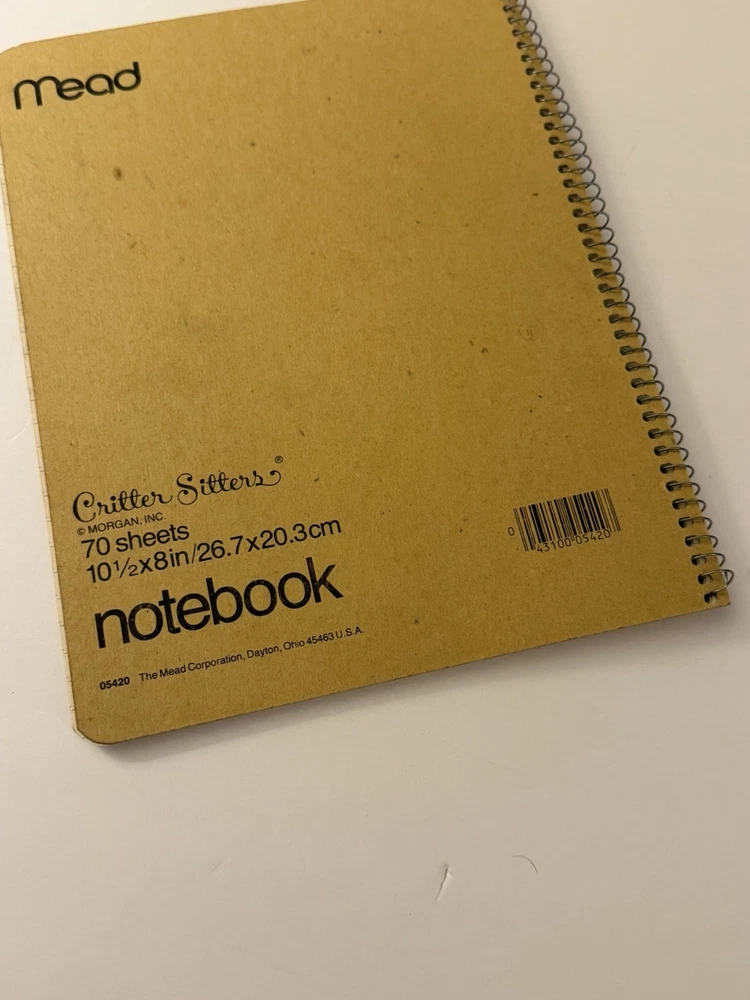 mead
Critter Sitters®
© MORGAN, INC.
70 sheets
10½x8in/26.7x20.3cm
notebook
05420 The Mead Corporation, Dayton, Ohio 45463 U.S.A.
0 43100 05420